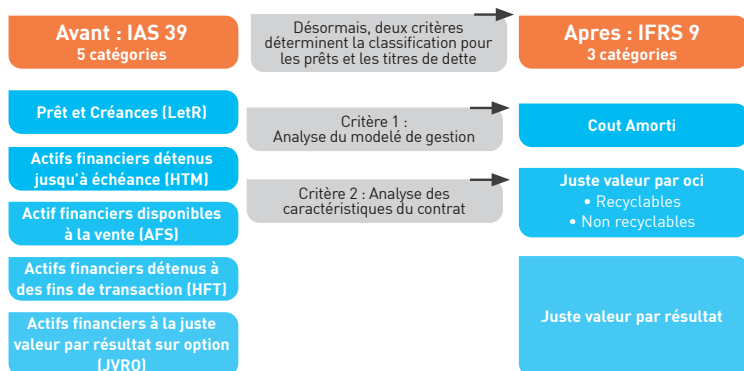 Avant : IAS 39
5 catégories
Prêt et Créances (LetR)
Actifs financiers détenus
jusqu'à échéance (HTM)
Actif financiers disponibles
à la vente (AFS)
Actifs financiers détenus à
des fins de transaction (HFT)
Actifs financiers à la juste
valeur par résultat sur option
(JVRO)
Désormais, deux critères
déterminent la classification pour
les prêts et les titres de dette
Critère 1 :
Analyse du modelé de gestion
Critère 2 : Analyse des
caractéristiques du contrat
Apres : IFRS 9
3 catégories
Cout Amorti
Juste valeur par oci
• Recyclables
• Non recyclables
Juste valeur par résultat